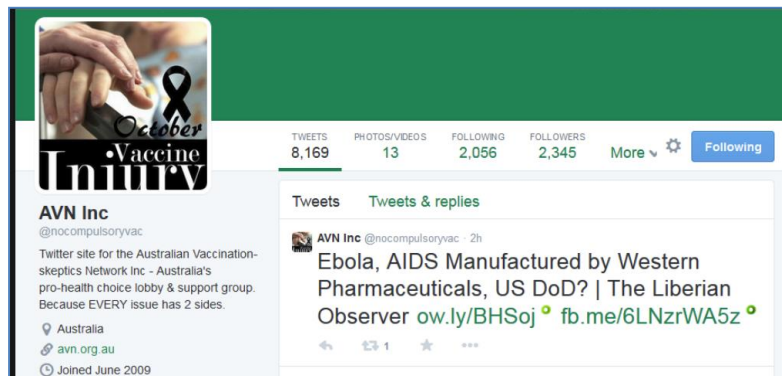 October
Vaccine
Injury
TWEETS
8,169
PHOTOS/VIDEOS
13
FOLLOWING
2,056
FOLLOWERS
2,345
More
Following
AVN Inc
@nocompulsoryvac
Twitter site for the Australian Vaccination-
skeptics Network Inc - Australia's
pro-health choice lobby & support group.
Because EVERY issue has 2 sides.
Australia
avn.org.au
Joined June 2009
Tweets Tweets & replies
AVN Inc @nocompulsoryvac · 2h
Ebola, AIDS Manufactured by Western
Pharmaceuticals, US DoD? | The Liberian
Observer ow.ly/BHSoj fb.me/6LNzrWA5z
1